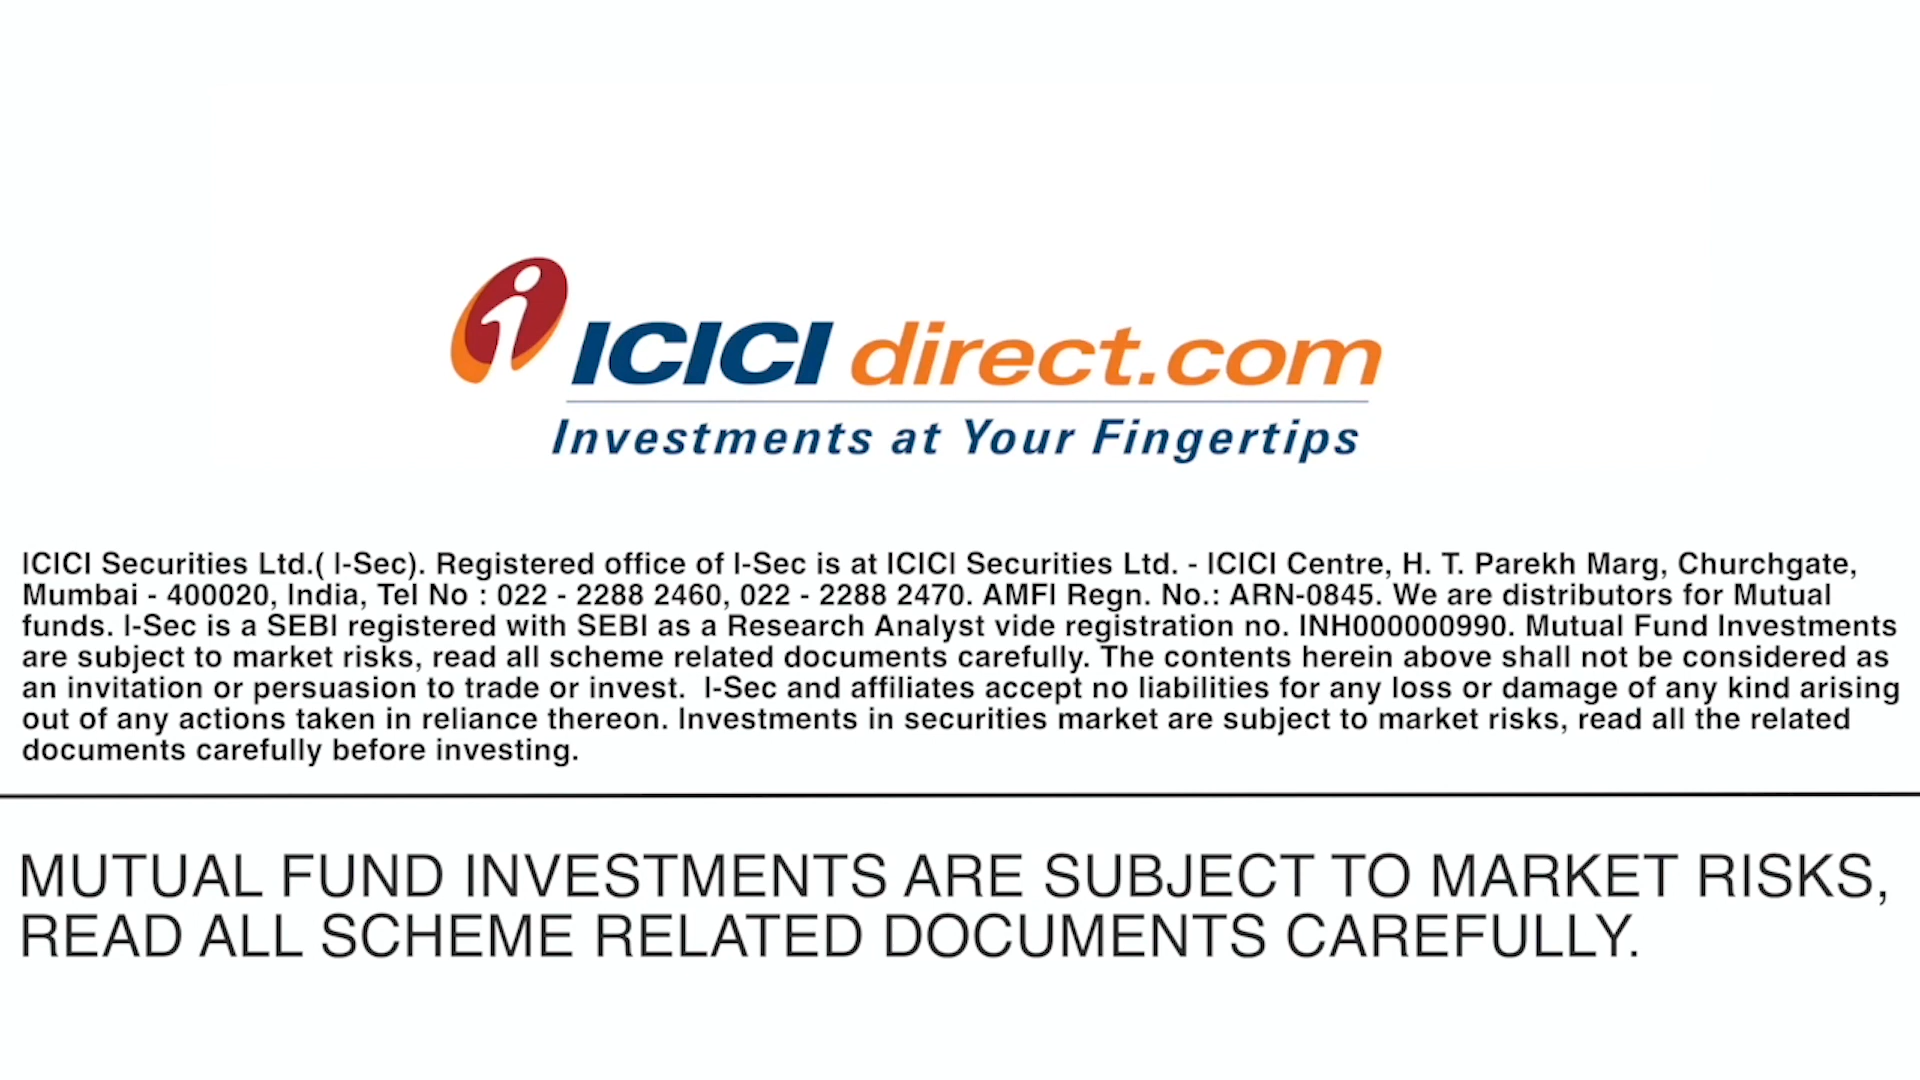 ICICI direct.com
Investments at Your Fingertips
ICICI Securities Ltd.( I-Sec). Registered office of I-Sec is at ICICI Securities Ltd. - ICICI Centre, H. T. Parekh Marg, Churchgate,
Mumbai - 400020, India, Tel No : 022 - 2288 2460, 022 - 2288 2470. AMFI Regn. No.: ARN-0845. We are distributors for Mutual
funds. I-Sec is a SEBI registered with SEBI as a Research Analyst vide registration no. INH000000990. Mutual Fund Investments
are subject to market risks, read all scheme related documents carefully. The contents herein above shall not be considered as
an invitation or persuasion to trade or invest.  I-Sec and affiliates accept no liabilities for any loss or damage of any kind arising
out of any actions taken in reliance thereon. Investments in securities market are subject to market risks, read all the related
documents carefully before investing.
MUTUAL FUND INVESTMENTS ARE SUBJECT TO MARKET RISKS,
READ ALL SCHEME RELATED DOCUMENTS CAREFULLY.